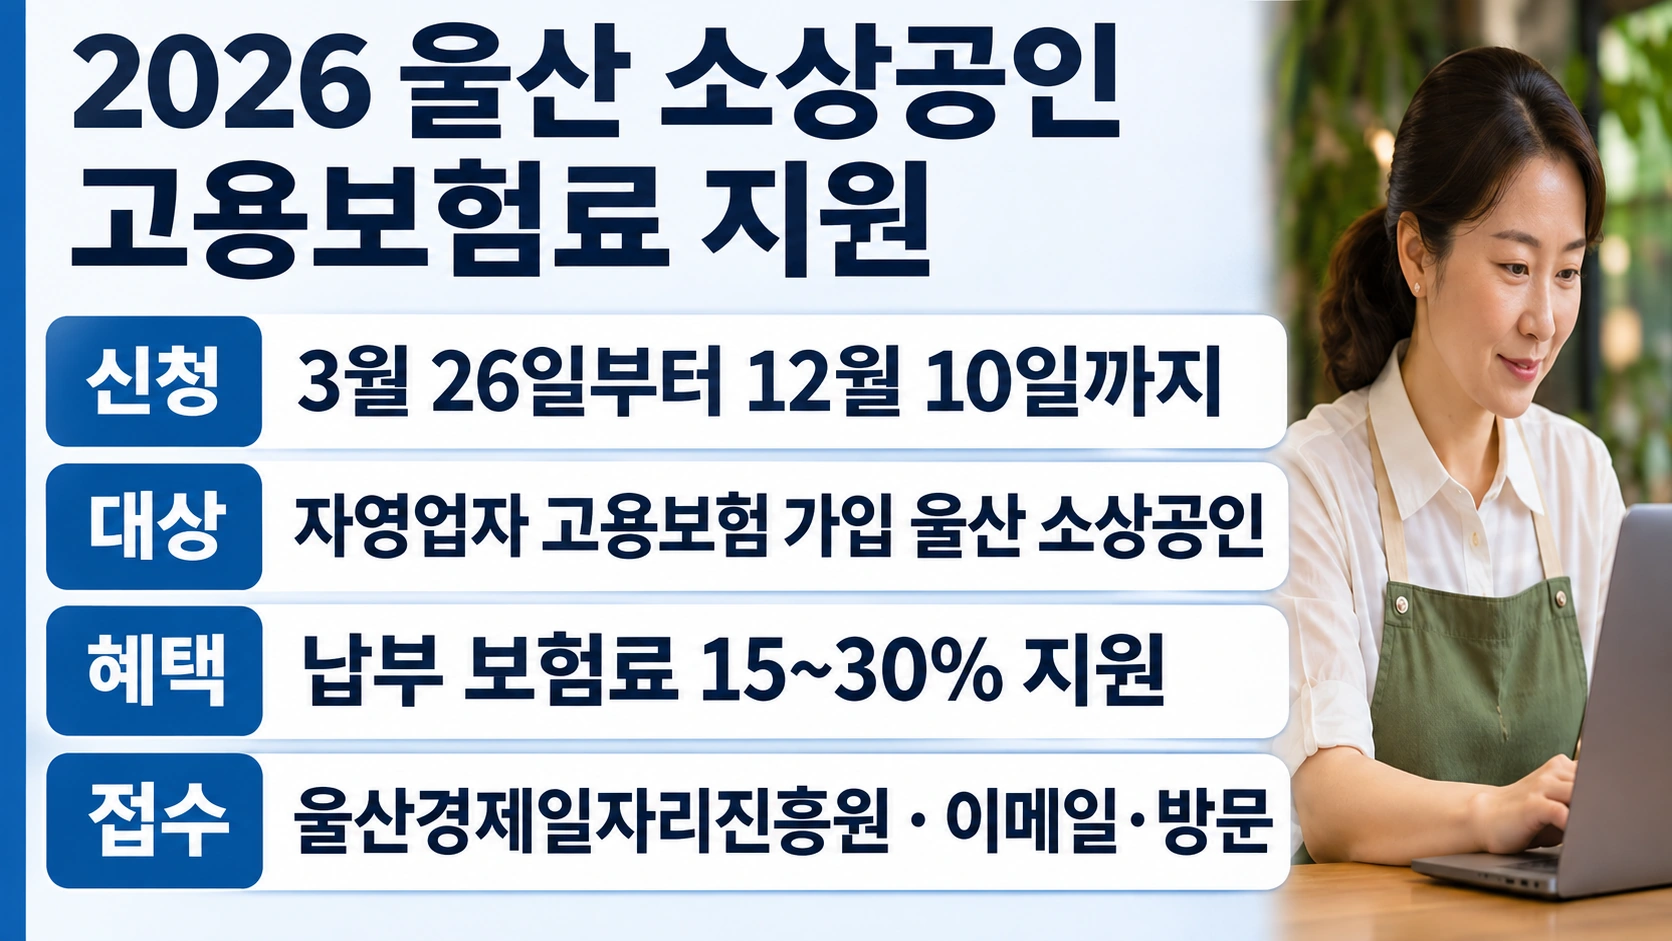 2026 울산 소상공인
고용보험료 지원
신청
3월 26일부터 12월 10일까지
대상
자영업자 고용보험 가입 울산 소상공인
혜택
납부 보험료 15~30% 지원
접수
울산경제일자리진흥원 · 이메일 · 방문